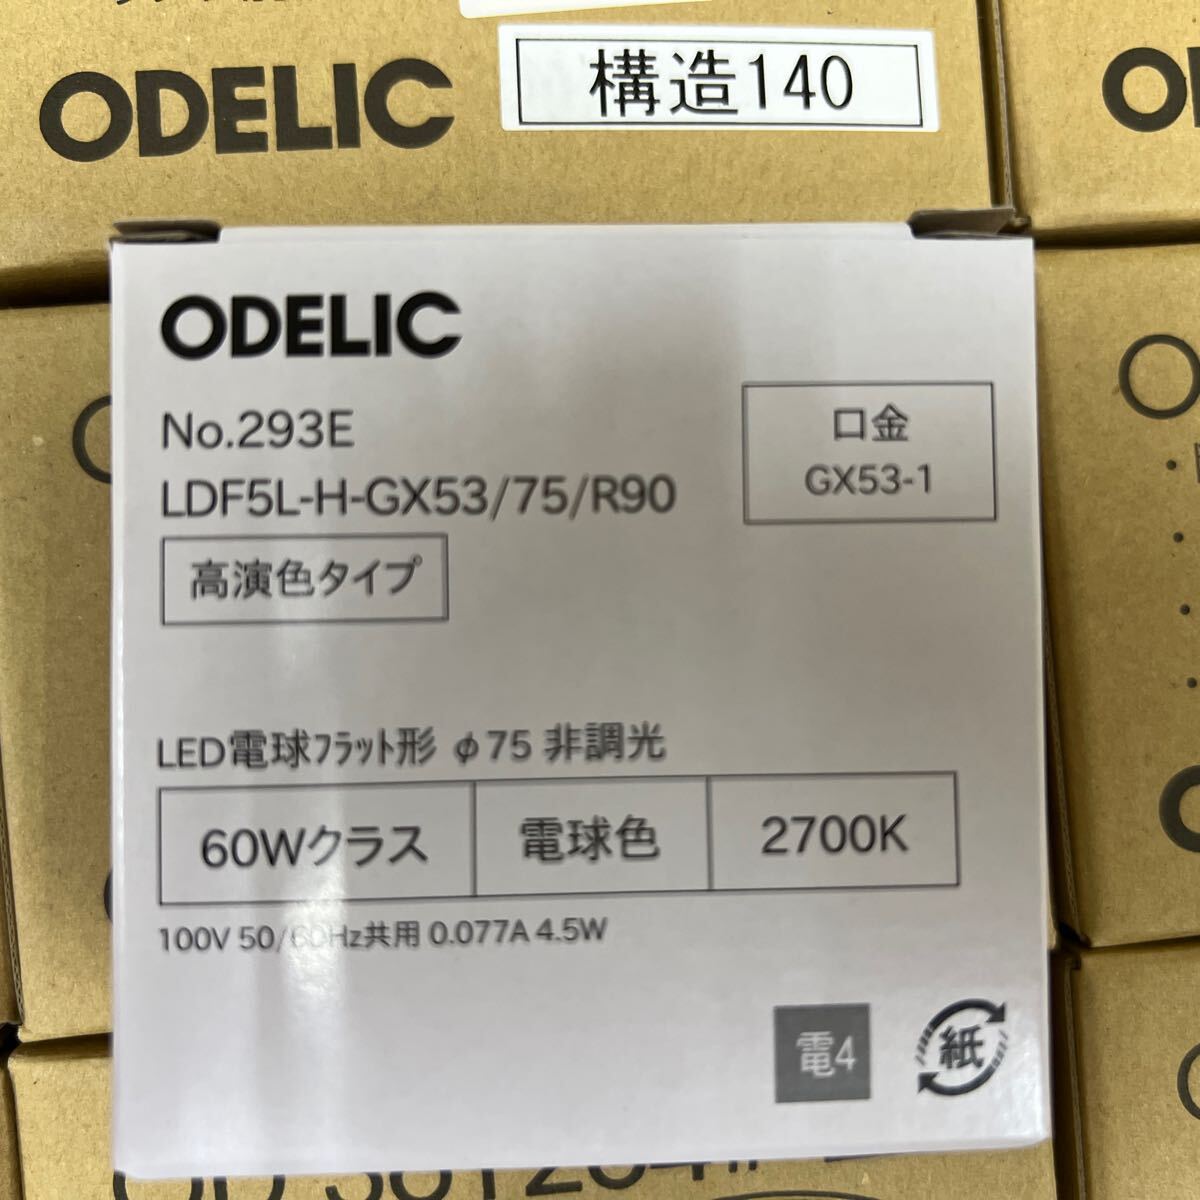 ODELIC
構造140
ODELIC
No.293E
LDF5L-H-GX53/75/R90
口金
GX53-1
高演色タイプ
LED電球フラット形 φ75 非調光
60Wクラス
電球色
2700K
100V 50/60Hz共用 0.077A 4.5W
電4
紙